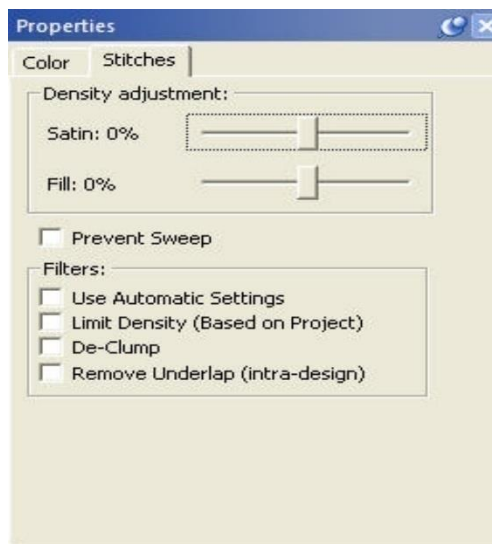 Properties
Color Stitches
Density adjustment:
Satin: 0%
Fill: 0%
Prevent Sweep
Filters:
Use Automatic Settings
Limit Density (Based on Project)
De-Clump
Remove Underlap (intra-design)